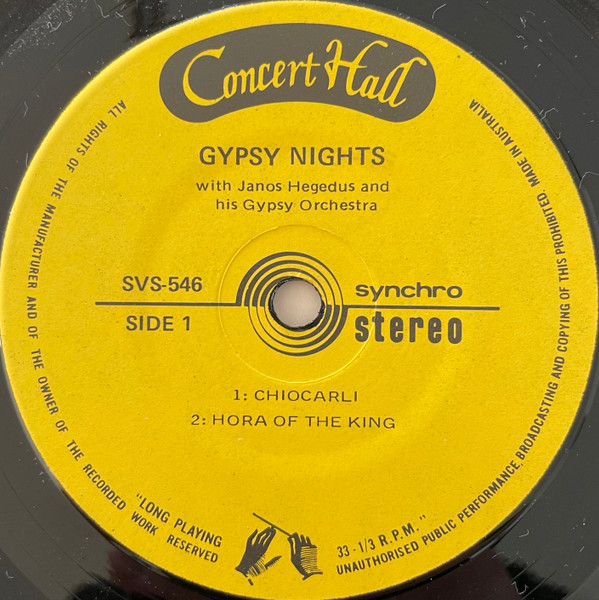 Concert Hall
GYPSY NIGHTS
with Janos Hegedus and
his Gypsy Orchestra
SVS-546
synchro
SIDE 1
stereo
1: CHIOCARLI
2: HORA OF THE KING
"LONG PLAYING
33-1/3 R.P.M."
ALL RIGHTS OF THE MANUFACTURER AND OF THE OWNER OF THE RECORDED WORK RESERVED
UNAUTHORISED PUBLIC PERFORMANCE, BROADCASTING AND COPYING OF THIS PROHIBITED. MADE IN AUSTRALIA